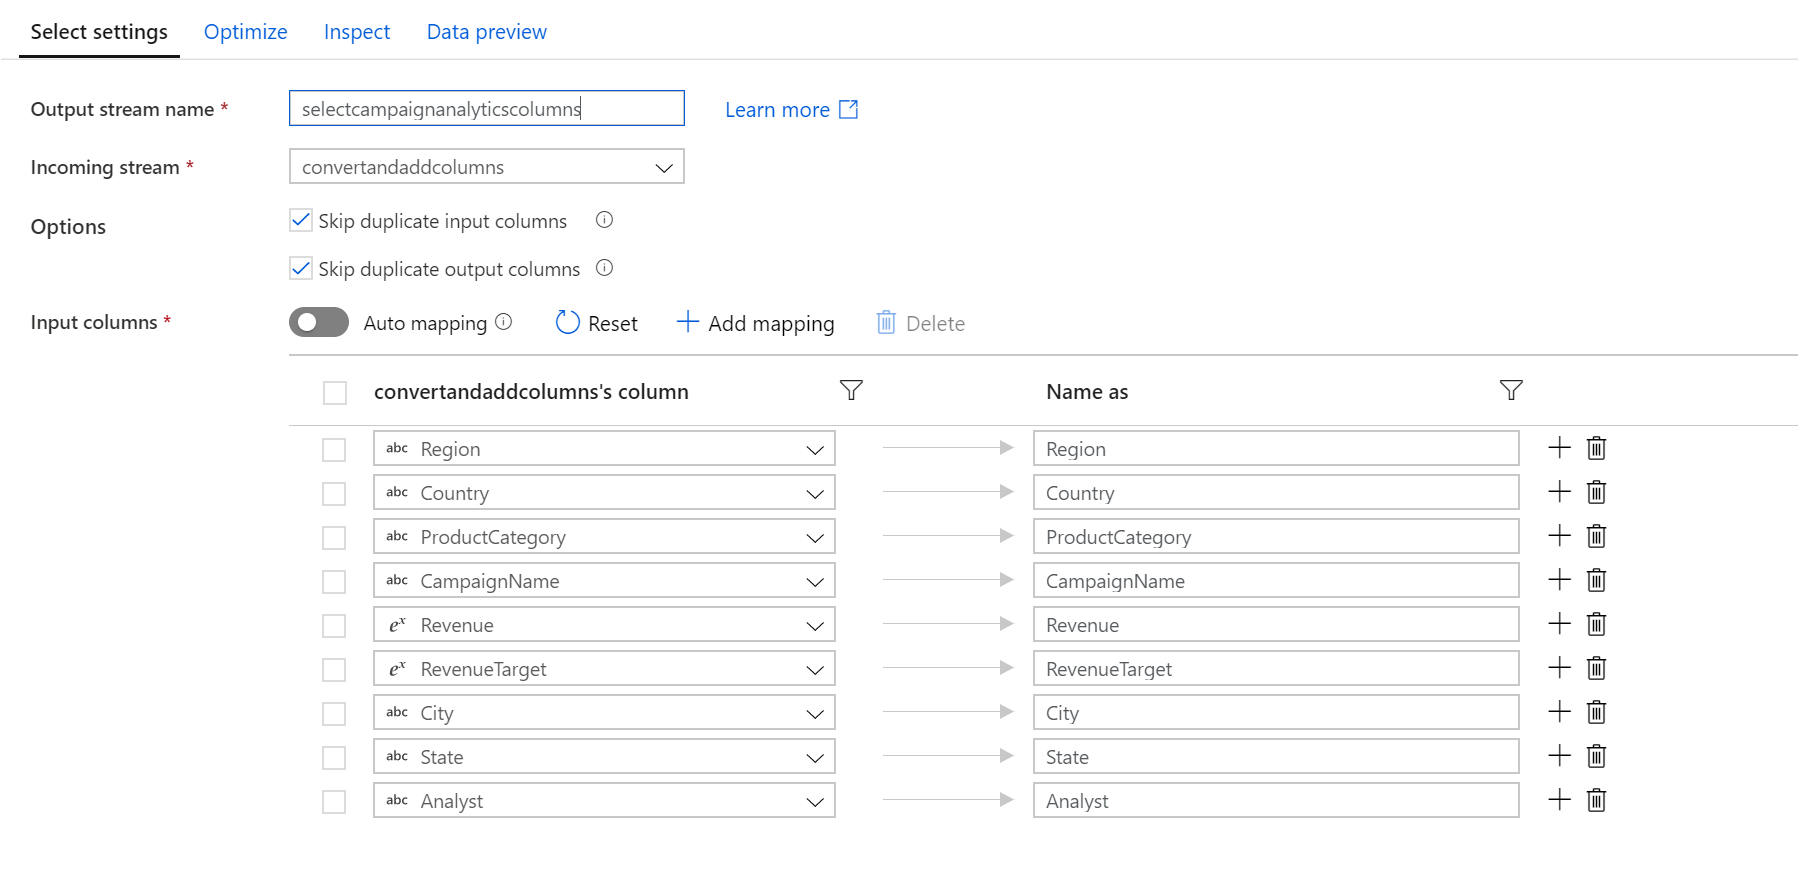 Select settings Optimize Inspect Data preview
Output stream name * selectcampaignanalyticscolumns Learn more
Incoming stream * convertandaddcolumns
Options Skip duplicate input columns
Skip duplicate output columns
Input columns * Auto mapping Reset Add mapping Delete
convertandaddcolumns's column Name as
abc Region Region
abc Country Country
abc ProductCategory ProductCategory
abc CampaignName CampaignName
eˣ Revenue Revenue
eˣ RevenueTarget RevenueTarget
abc City City
abc State State
abc Analyst Analyst